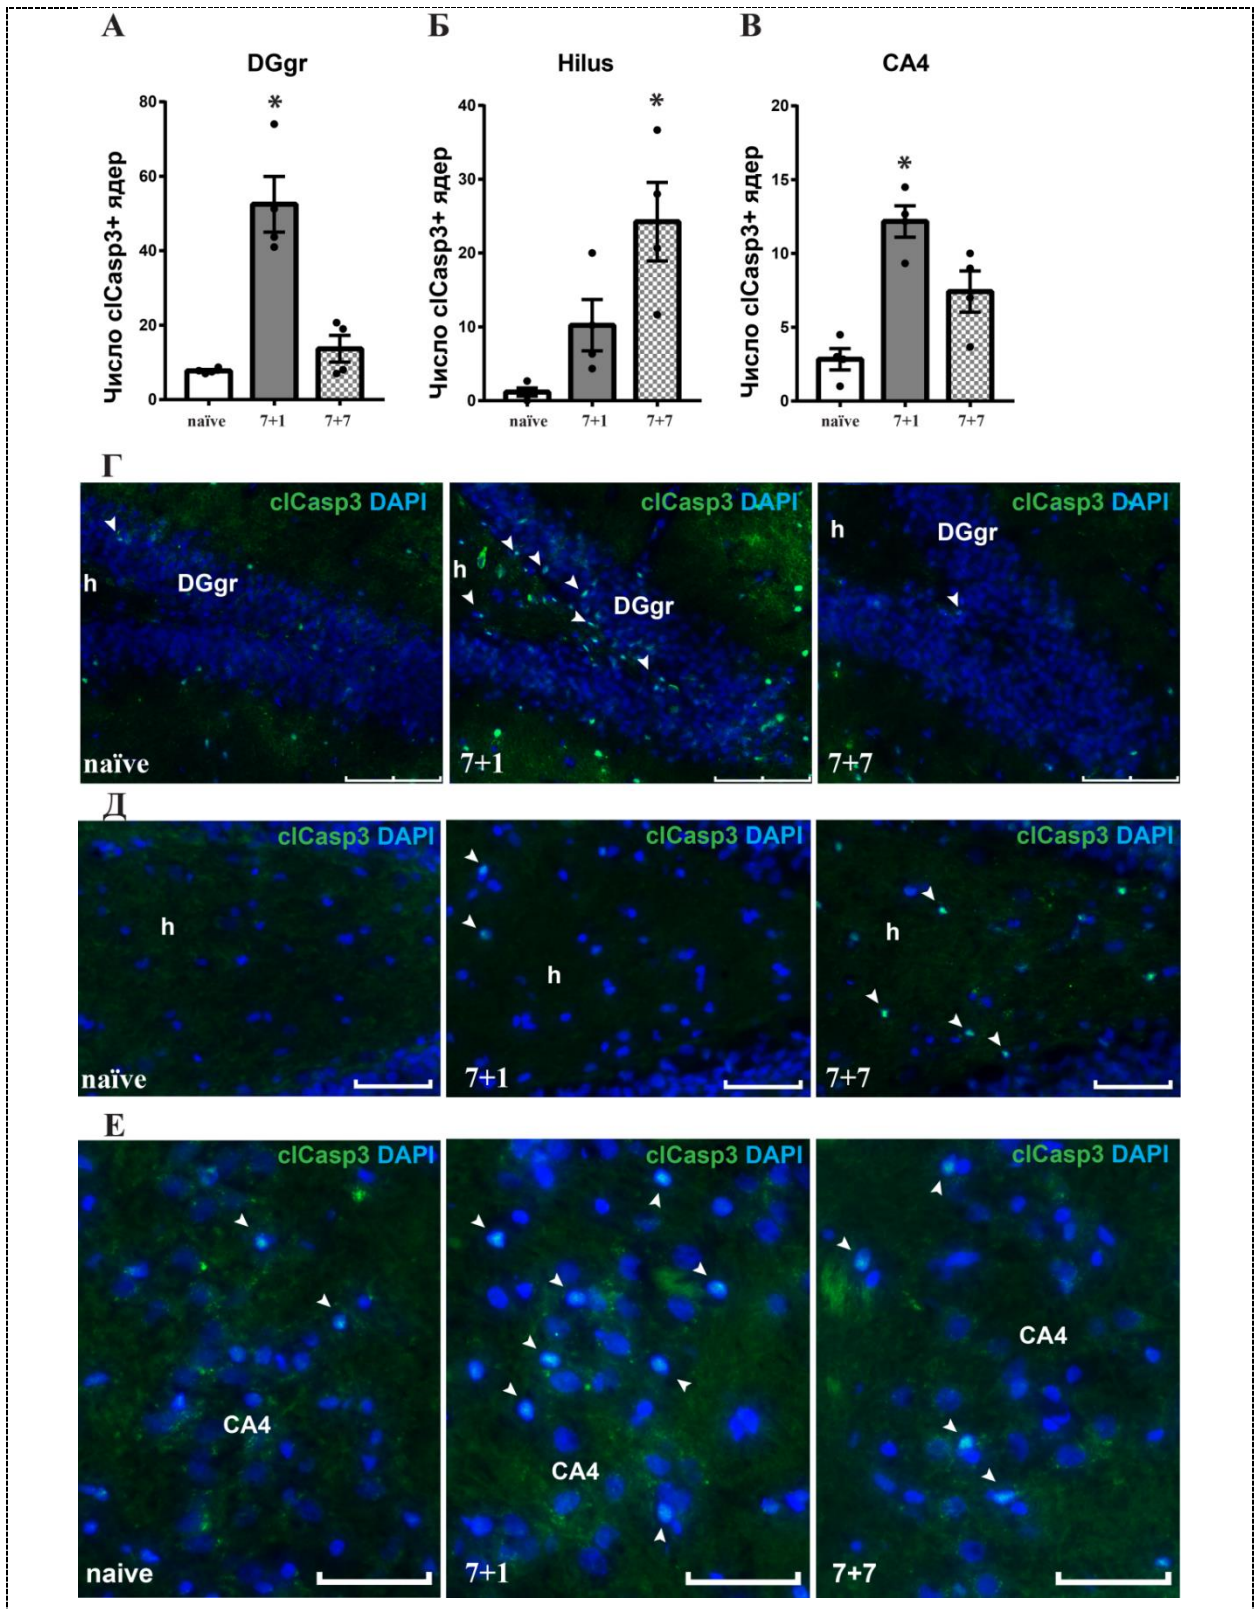 А
Б
В
DGgr
Hilus
CA4
Число clCasp3+ ядер
80
60
40
20
0
*
naïve
7+1
7+7
Число clCasp3+ ядер
40
30
20
10
0
*
naïve
7+1
7+7
Число clCasp3+ ядер
20
15
10
5
0
*
naïve
7+1
7+7
Г
clCasp3 DAPI
h
DGgr
naïve
clCasp3 DAPI
h
DGgr
7+1
clCasp3 DAPI
h
DGgr
7+7
Д
clCasp3 DAPI
h
naïve
clCasp3 DAPI
h
7+1
clCasp3 DAPI
h
7+7
Е
clCasp3 DAPI
CA4
naive
clCasp3 DAPI
CA4
7+1
clCasp3 DAPI
CA4
7+7